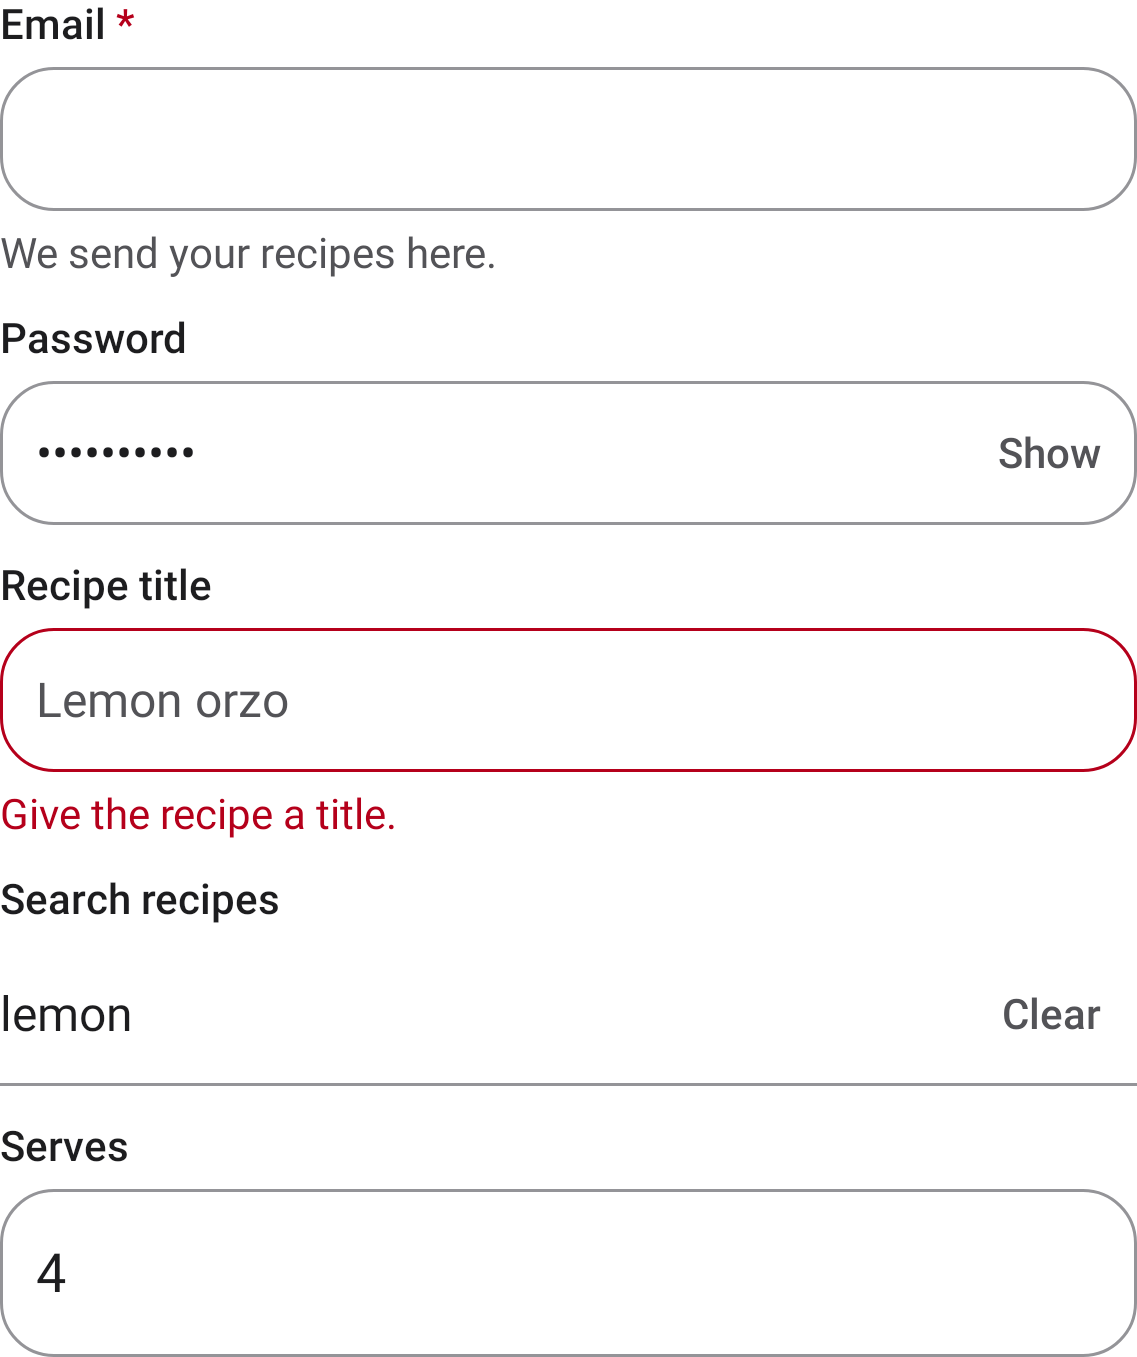 Email *
We send your recipes here.
Password
••••••••••
Show
Recipe title
Lemon orzo
Give the recipe a title.
Search recipes
lemon
Clear
Serves
4